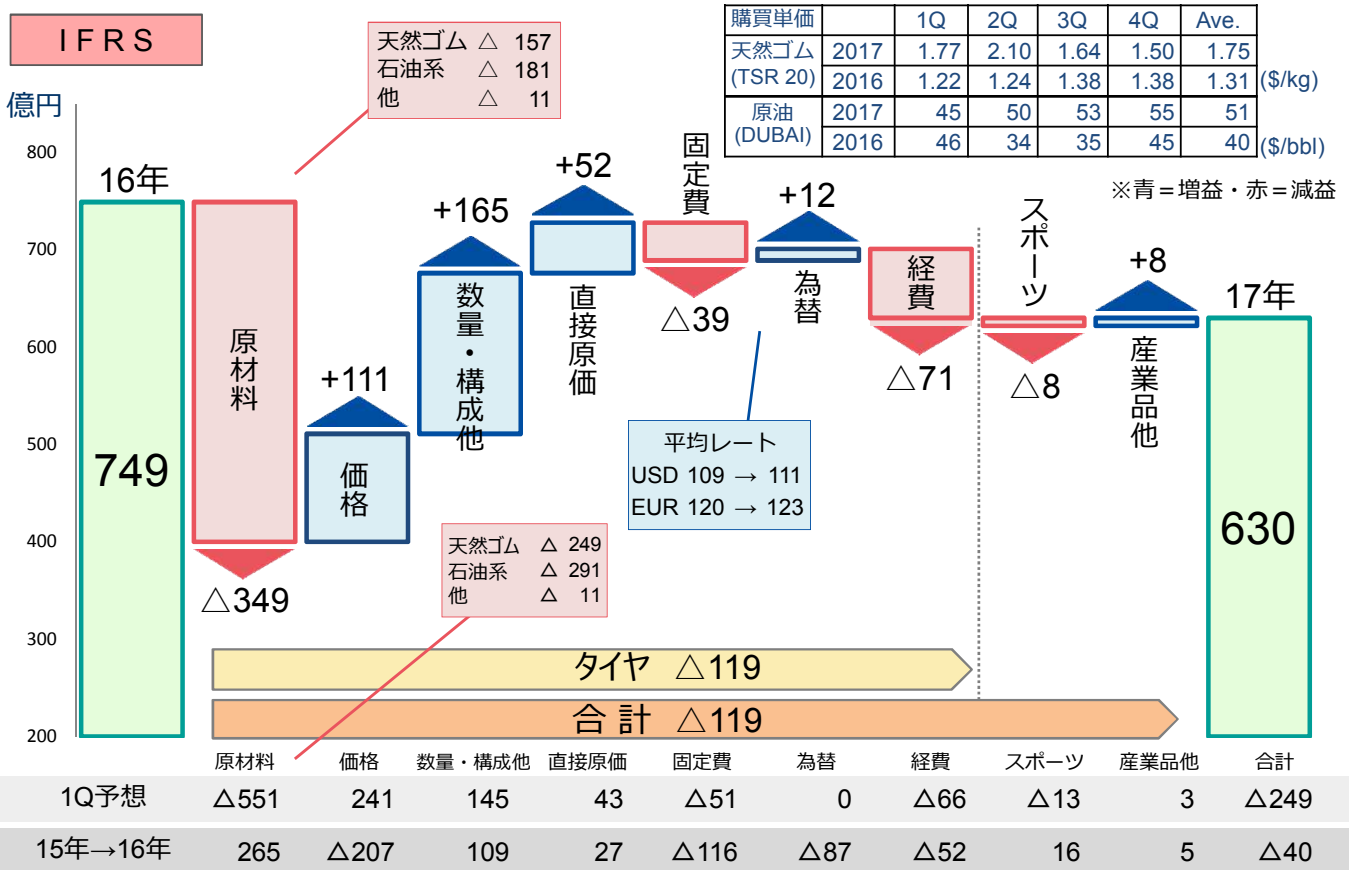 IFRS
天然ゴム △ 157
石油系 △ 181
他 △ 11
購買単価 1Q 2Q 3Q 4Q Ave.
天然ゴム 2017 1.77 2.10 1.64 1.50 1.75
(TSR 20) 2016 1.22 1.24 1.38 1.38 1.31 ($/kg)
原油 2017 45 50 53 55 51
(DUBAI) 2016 46 34 35 45 40 ($/bbl)
※青＝増益・赤＝減益
億円
800
700
600
500
400
300
200
16年
749
原材料
△349
+111
価格
+165
数量・構成他
+52
直接原価
固定費
△39
+12
為替
経費
△71
スポーツ
△8
+8
産業品他
17年
630
平均レート
USD 109 → 111
EUR 120 → 123
天然ゴム △ 249
石油系 △ 291
他 △ 11
タイヤ △119
合 計 △119
原材料 価格 数量・構成他 直接原価 固定費 為替 経費 スポーツ 産業品他 合計
1Q予想 △551 241 145 43 △51 0 △66 △13 3 △249
15年→16年 265 △207 109 27 △116 △87 △52 16 5 △40